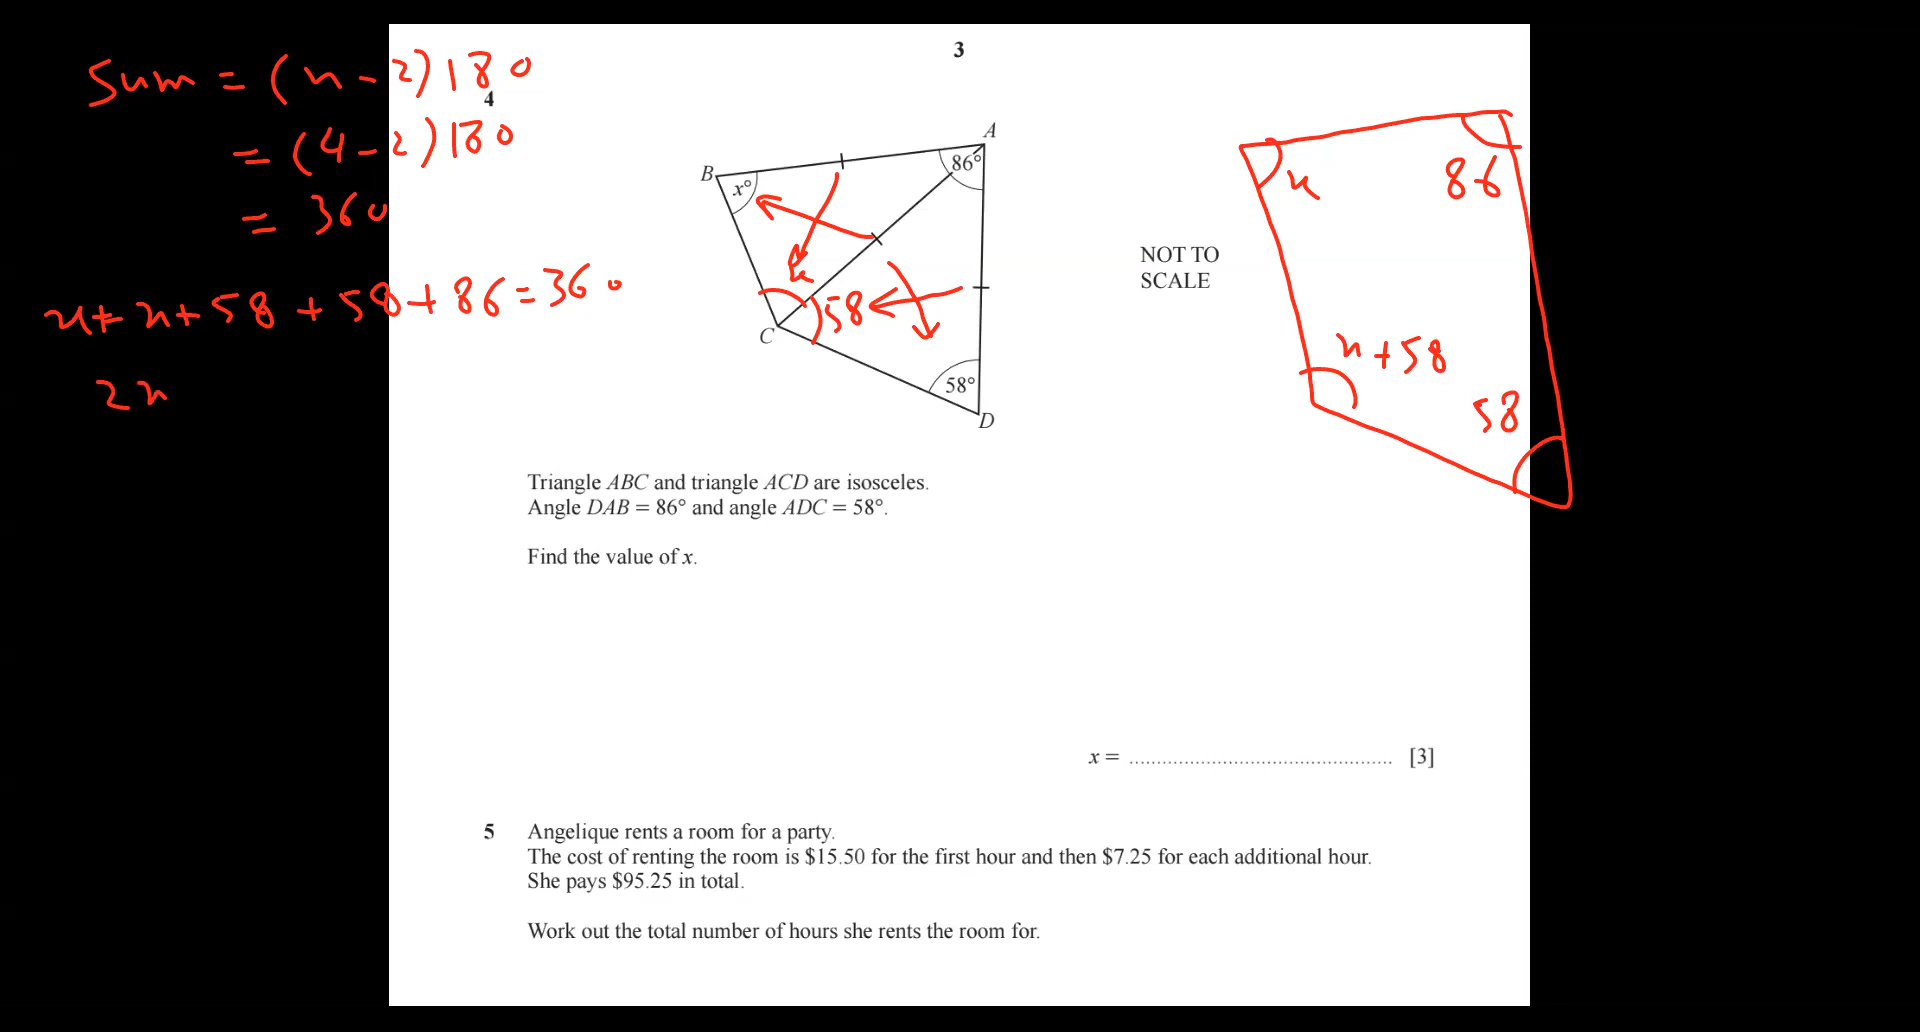 3
Sum = (n - 2) 180
4
= (4 - 2) 180
= 360
x + x + 58 + 58 + 86 = 360
2x
A
86°
B
x°
x
58
C
58°
D
NOT TO
SCALE
x
86
x + 58
58
Triangle ABC and triangle ACD are isosceles.
Angle DAB = 86° and angle ADC = 58°.
Find the value of x.
x = ................................................ [3]
5 Angelique rents a room for a party.
The cost of renting the room is $15.50 for the first hour and then $7.25 for each additional hour.
She pays $95.25 in total.
Work out the total number of hours she rents the room for.